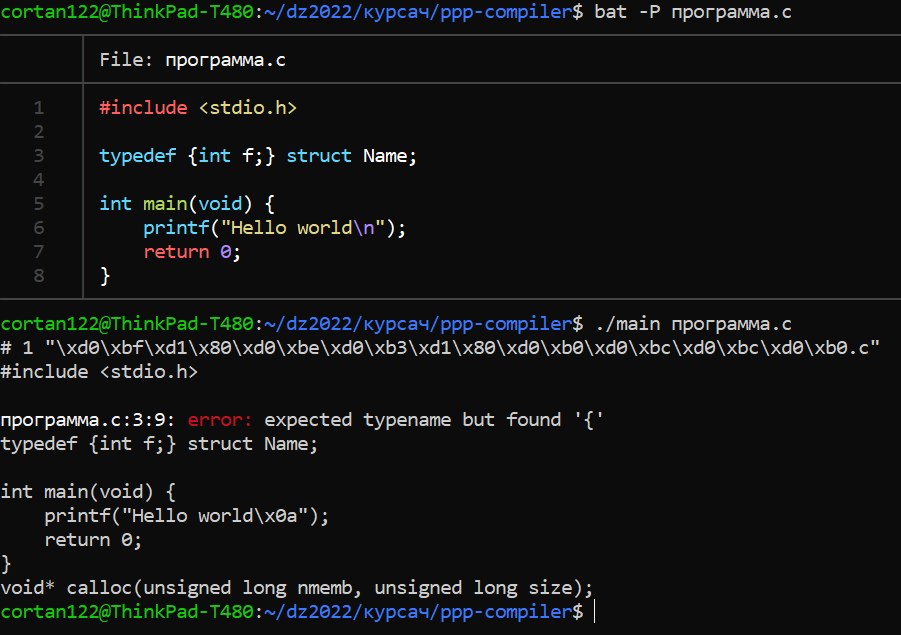 cortan122@ThinkPad-T480:~/dz2022/курсач/ppp-compiler$ bat -P программа.c
File: программа.c
1 #include <stdio.h>
2
3 typedef {int f;} struct Name;
4
5 int main(void) {
6     printf("Hello world\n");
7     return 0;
8 }
cortan122@ThinkPad-T480:~/dz2022/курсач/ppp-compiler$ ./main программа.c
# 1 "\xd0\xbf\xd1\x80\xd0\xbe\xd0\xb3\xd1\x80\xd0\xb0\xd0\xbc\xd0\xbc\xd0\xb0.c"
#include <stdio.h>
программа.c:3:9: error: expected typename but found '{'
typedef {int f;} struct Name;
int main(void) {
    printf("Hello world\x0a");
    return 0;
}
void* calloc(unsigned long nmemb, unsigned long size);
cortan122@ThinkPad-T480:~/dz2022/курсач/ppp-compiler$